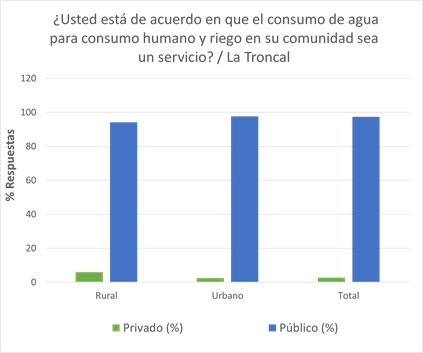 ¿Usted está de acuerdo en que el consumo de agua
para consumo humano y riego en su comunidad sea
un servicio? / La Troncal
% Respuestas
120
100
80
60
40
20
0
Rural Urbano Total
Privado (%) Público (%)